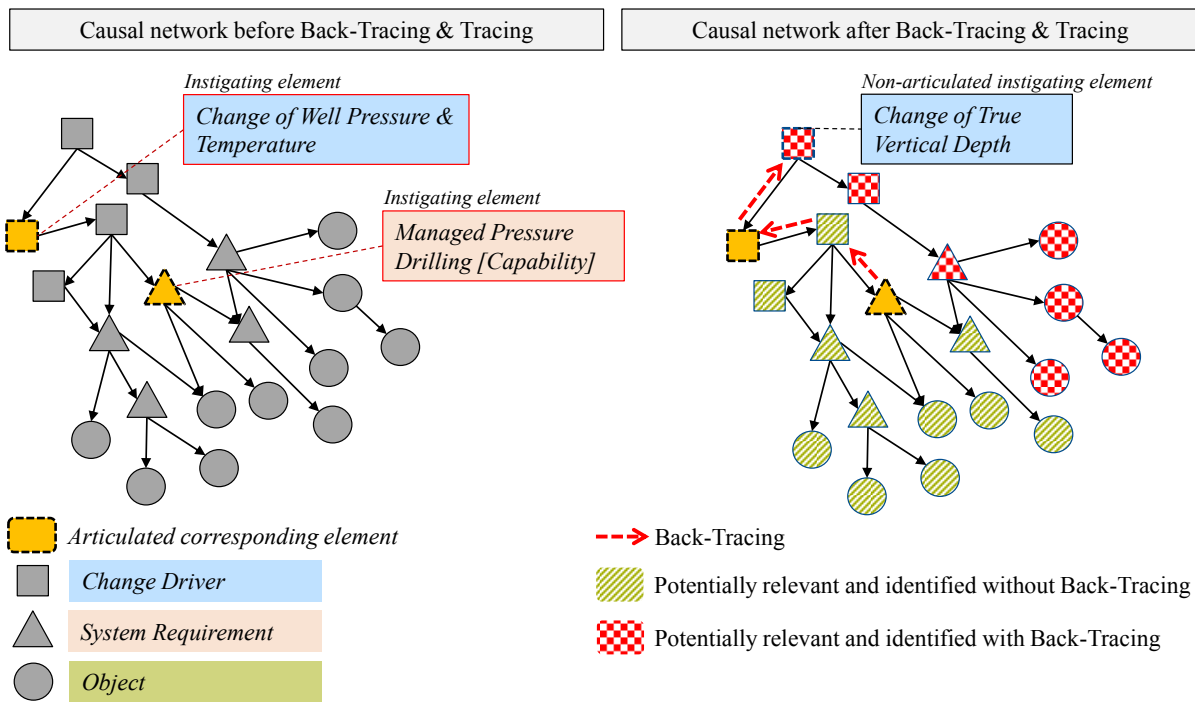 Causal network before Back-Tracing & Tracing
Instigating element
Change of Well Pressure &
Temperature
Instigating element
Managed Pressure
Drilling [Capability]
Articulated corresponding element
Change Driver
System Requirement
Object
Causal network after Back-Tracing & Tracing
Non-articulated instigating element
Change of True
Vertical Depth
Back-Tracing
Potentially relevant and identified without Back-Tracing
Potentially relevant and identified with Back-Tracing